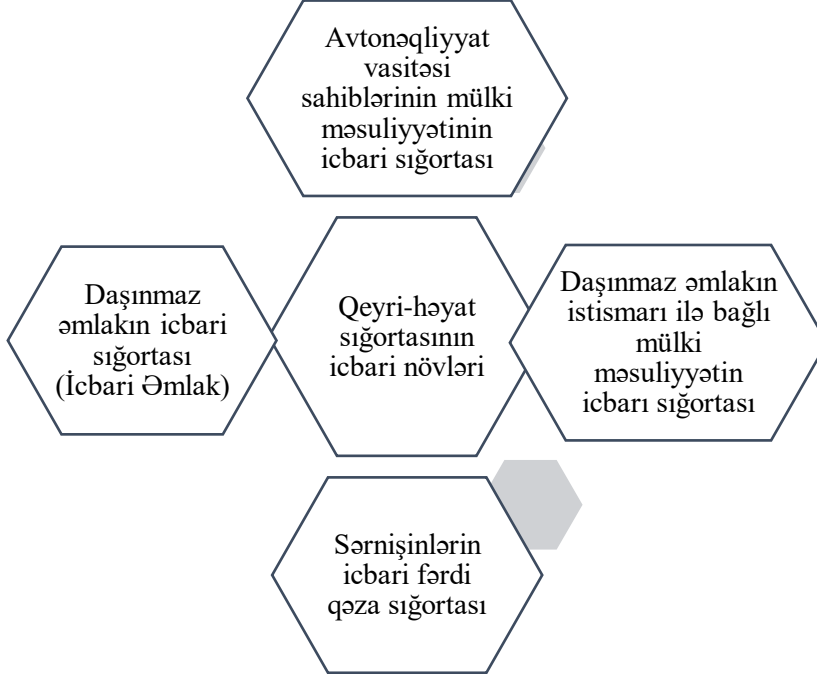 Avtonəqliyyat
vasitəsi
sahiblərinin mülki
məsuliyyətinin
icbari sığortası
Daşınmaz
əmlakın icbari
sığortası
(İcbari Əmlak)
Qeyri-həyat
sığortasının
icbari növləri
Daşınmaz əmlakın
istismarı ilə bağlı
mülki
məsuliyyətin
icbarı sığortası
Sərnişinlərin
icbari fərdi
qəza sığortası